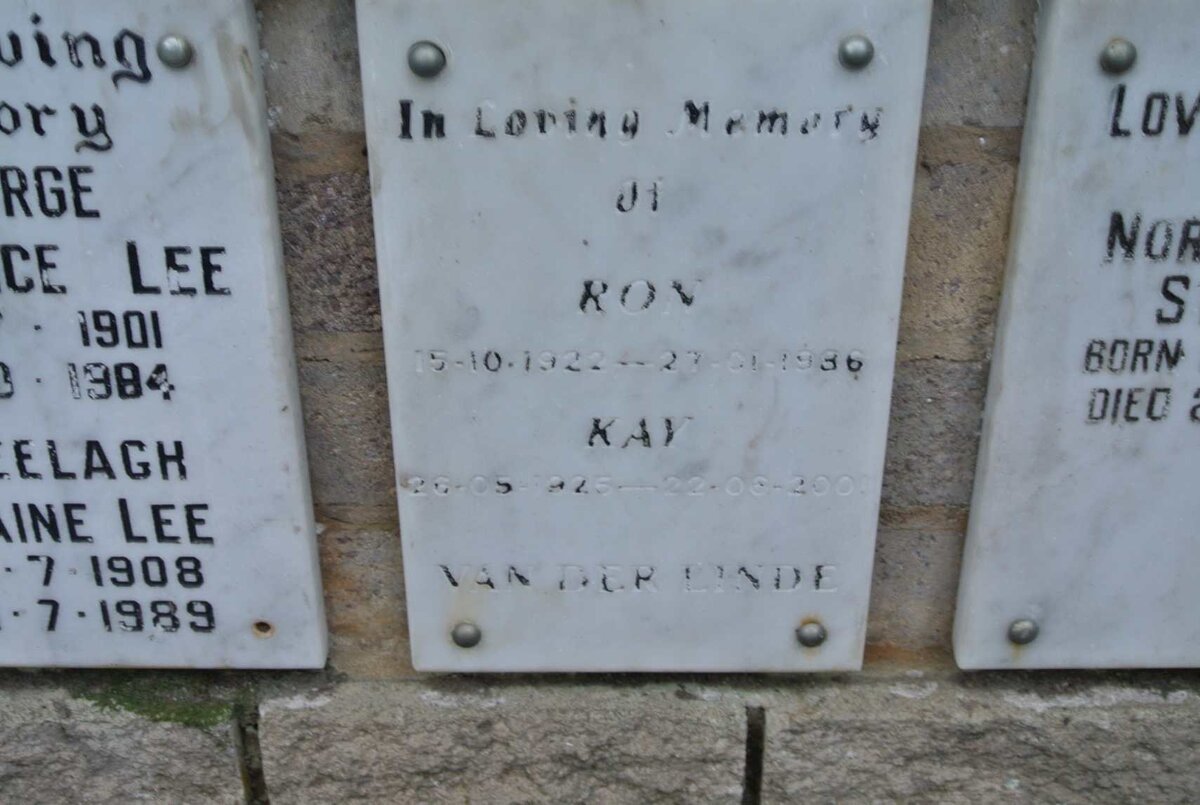 ving
ory
RGE
CE LEE
· 1901
· 1984
EELAGH
AINE LEE
· 7 · 1908
· 7 · 1989
In Loving Memory
Of
RON
15-10-1922 — 27-01-1986
KAY
26-05-1925 — 22-08-2001
VAN DER LINDE
LOV
NOR
S
BORN
DIED 2